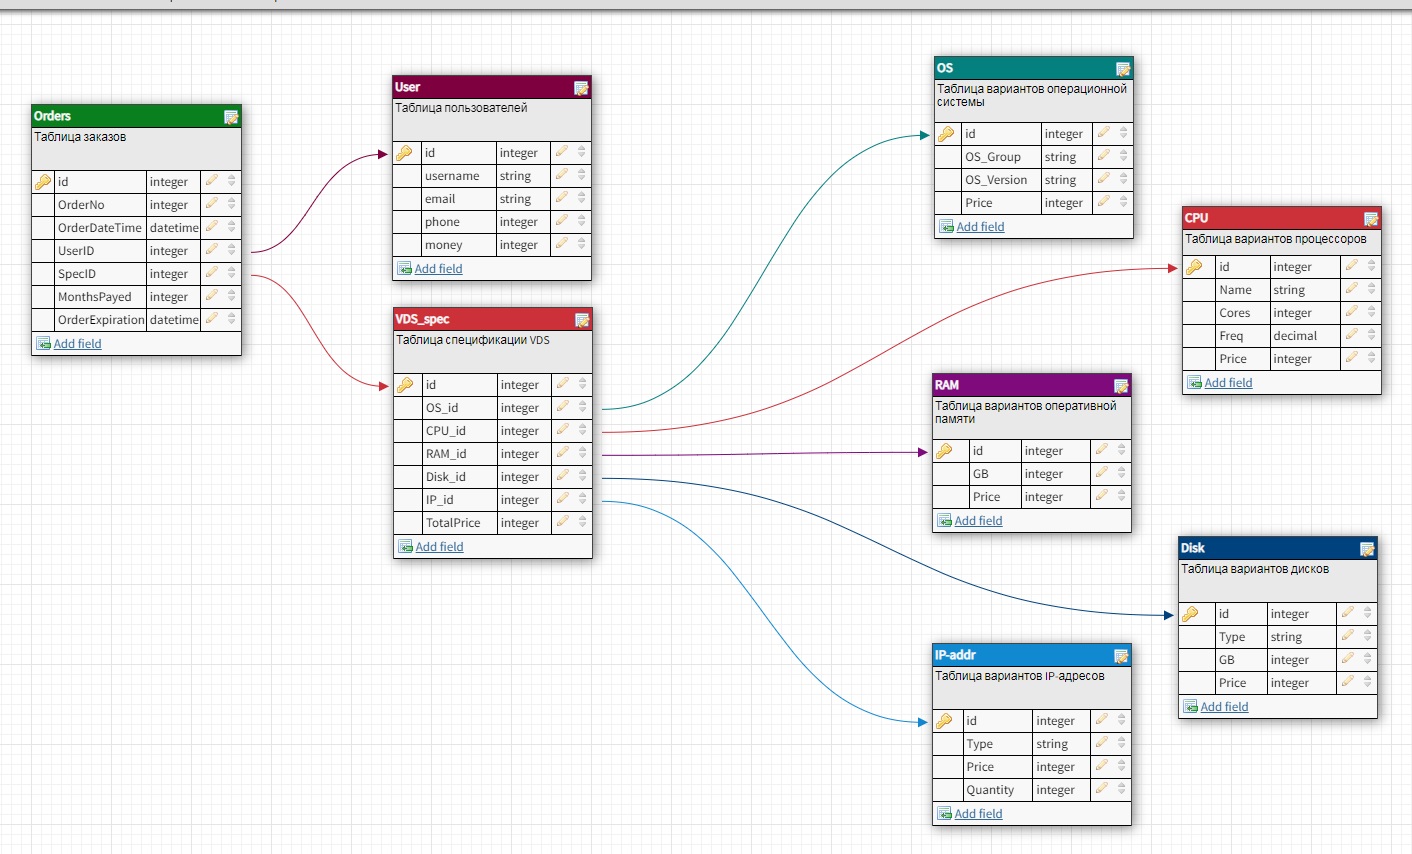 Orders
Таблица заказов
id integer
OrderNo integer
OrderDateTime datetime
UserID integer
SpecID integer
MonthsPayed integer
OrderExpiration datetime
Add field
User
Таблица пользователей
id integer
username string
email string
phone integer
money integer
Add field
VDS_spec
Таблица спецификации VDS
id integer
OS_id integer
CPU_id integer
RAM_id integer
Disk_id integer
IP_id integer
TotalPrice integer
Add field
OS
Таблица вариантов операционной
системы
id integer
OS_Group string
OS_Version string
Price integer
Add field
CPU
Таблица вариантов процессоров
id integer
Name string
Cores integer
Freq decimal
Price integer
Add field
RAM
Таблица вариантов оперативной
памяти
id integer
GB integer
Price integer
Add field
Disk
Таблица вариантов дисков
id integer
Type string
GB integer
Price integer
Add field
IP-addr
Таблица вариантов IP-адресов
id integer
Type string
Price integer
Quantity integer
Add field